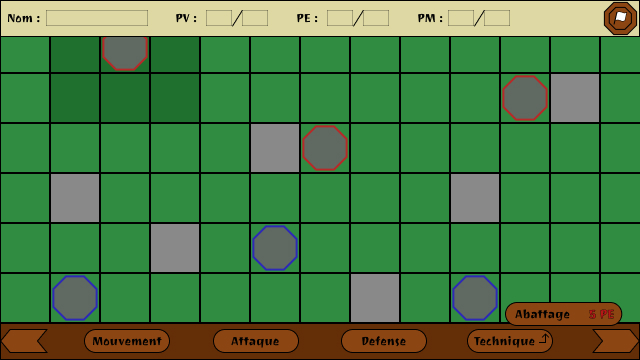 Nom : PV : / PE : / PM : /
Abattage 5 PE
Mouvement Attaque Defense Technique